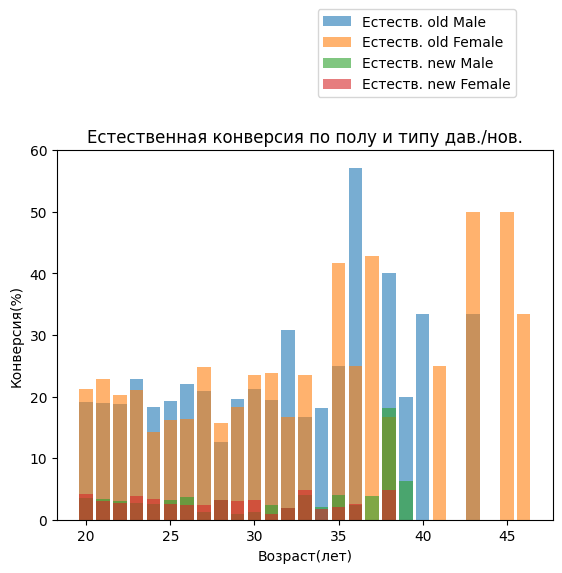 Естеств. old Male
Естеств. old Female
Естеств. new Male
Естеств. new Female
Естественная конверсия по полу и типу дав./нов.
60
50
40
30
20
10
0
Конверсия(%)
20 25 30 35 40 45
Возраст(лет)